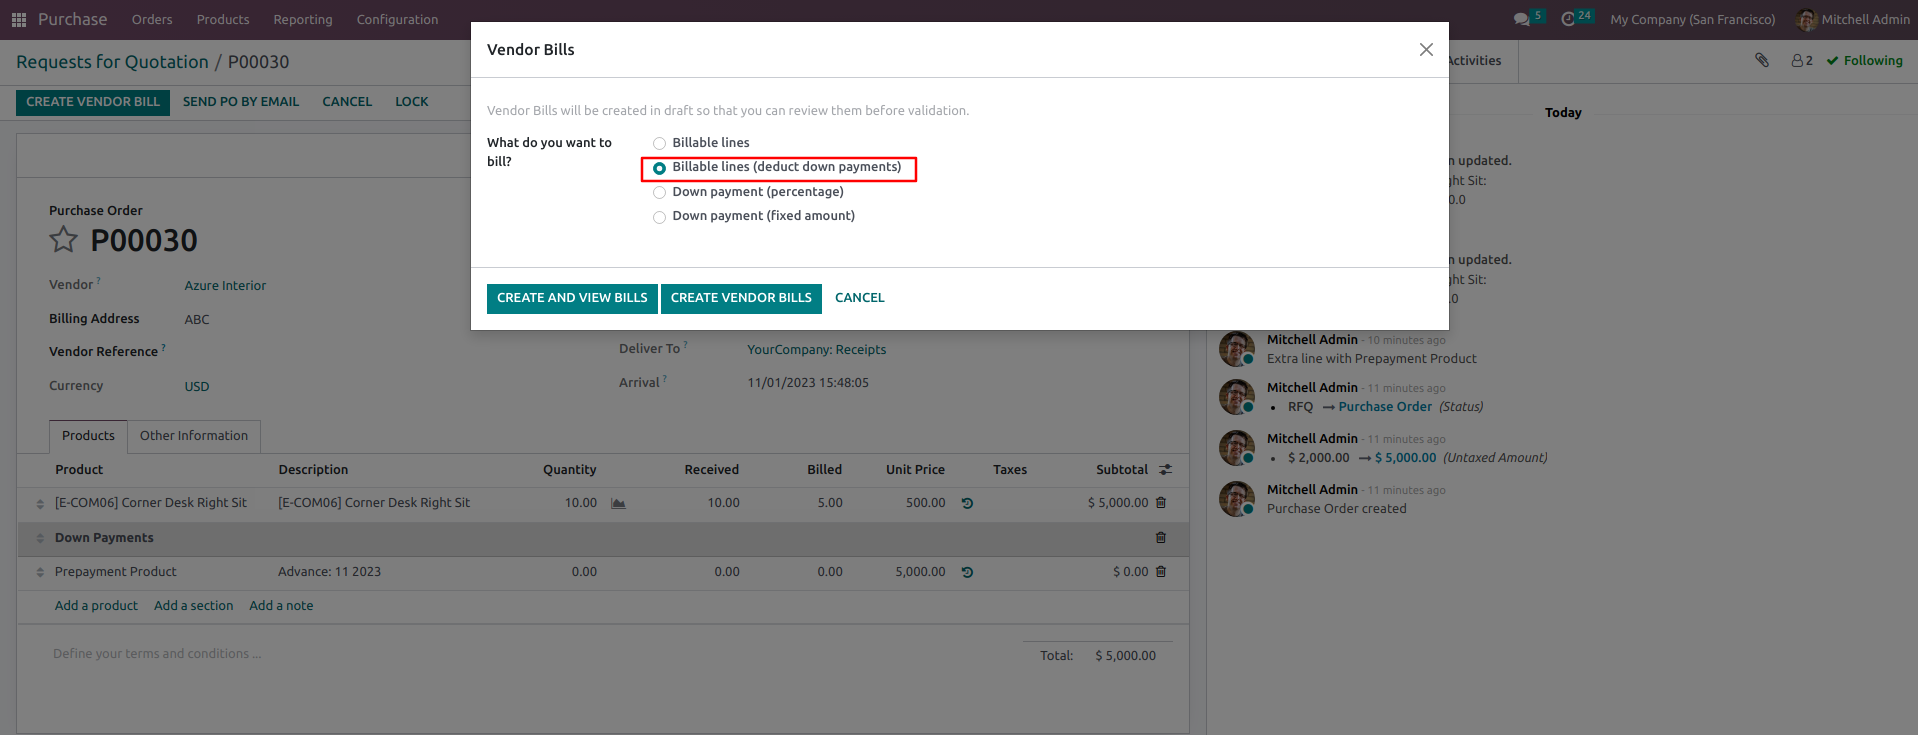 Purchase Orders Products Reporting Configuration 5 24 My Company (San Francisco) Mitchell Admin
Requests for Quotation / P00030
CREATE VENDOR BILL SEND PO BY EMAIL CANCEL LOCK
Vendor Bills
Vendor Bills will be created in draft so that you can review them before validation.
What do you want to bill?
Billable lines
Billable lines (deduct down payments)
Down payment (percentage)
Down payment (fixed amount)
CREATE AND VIEW BILLS CREATE VENDOR BILLS CANCEL
Purchase Order
P00030
Vendor ? Azure Interior
Billing Address ABC
Vendor Reference ?
Currency USD
Deliver To ? YourCompany: Receipts
Arrival ? 11/01/2023 15:48:05
Products Other Information
Product Description Quantity Received Billed Unit Price Taxes Subtotal
[E-COM06] Corner Desk Right Sit [E-COM06] Corner Desk Right Sit 10.00 10.00 5.00 500.00 $ 5,000.00
Down Payments
Prepayment Product Advance: 11 2023 0.00 0.00 0.00 5,000.00 $ 0.00
Add a product Add a section Add a note
Define your terms and conditions ...
Total: $ 5,000.00
Activities 2 Following
Today
updated.
Sit:
updated.
Sit:
Mitchell Admin - 10 minutes ago
Extra line with Prepayment Product
Mitchell Admin - 11 minutes ago
• RFQ → Purchase Order (Status)
Mitchell Admin - 11 minutes ago
• $ 2,000.00 → $ 5,000.00 (Untaxed Amount)
Mitchell Admin - 11 minutes ago
Purchase Order created